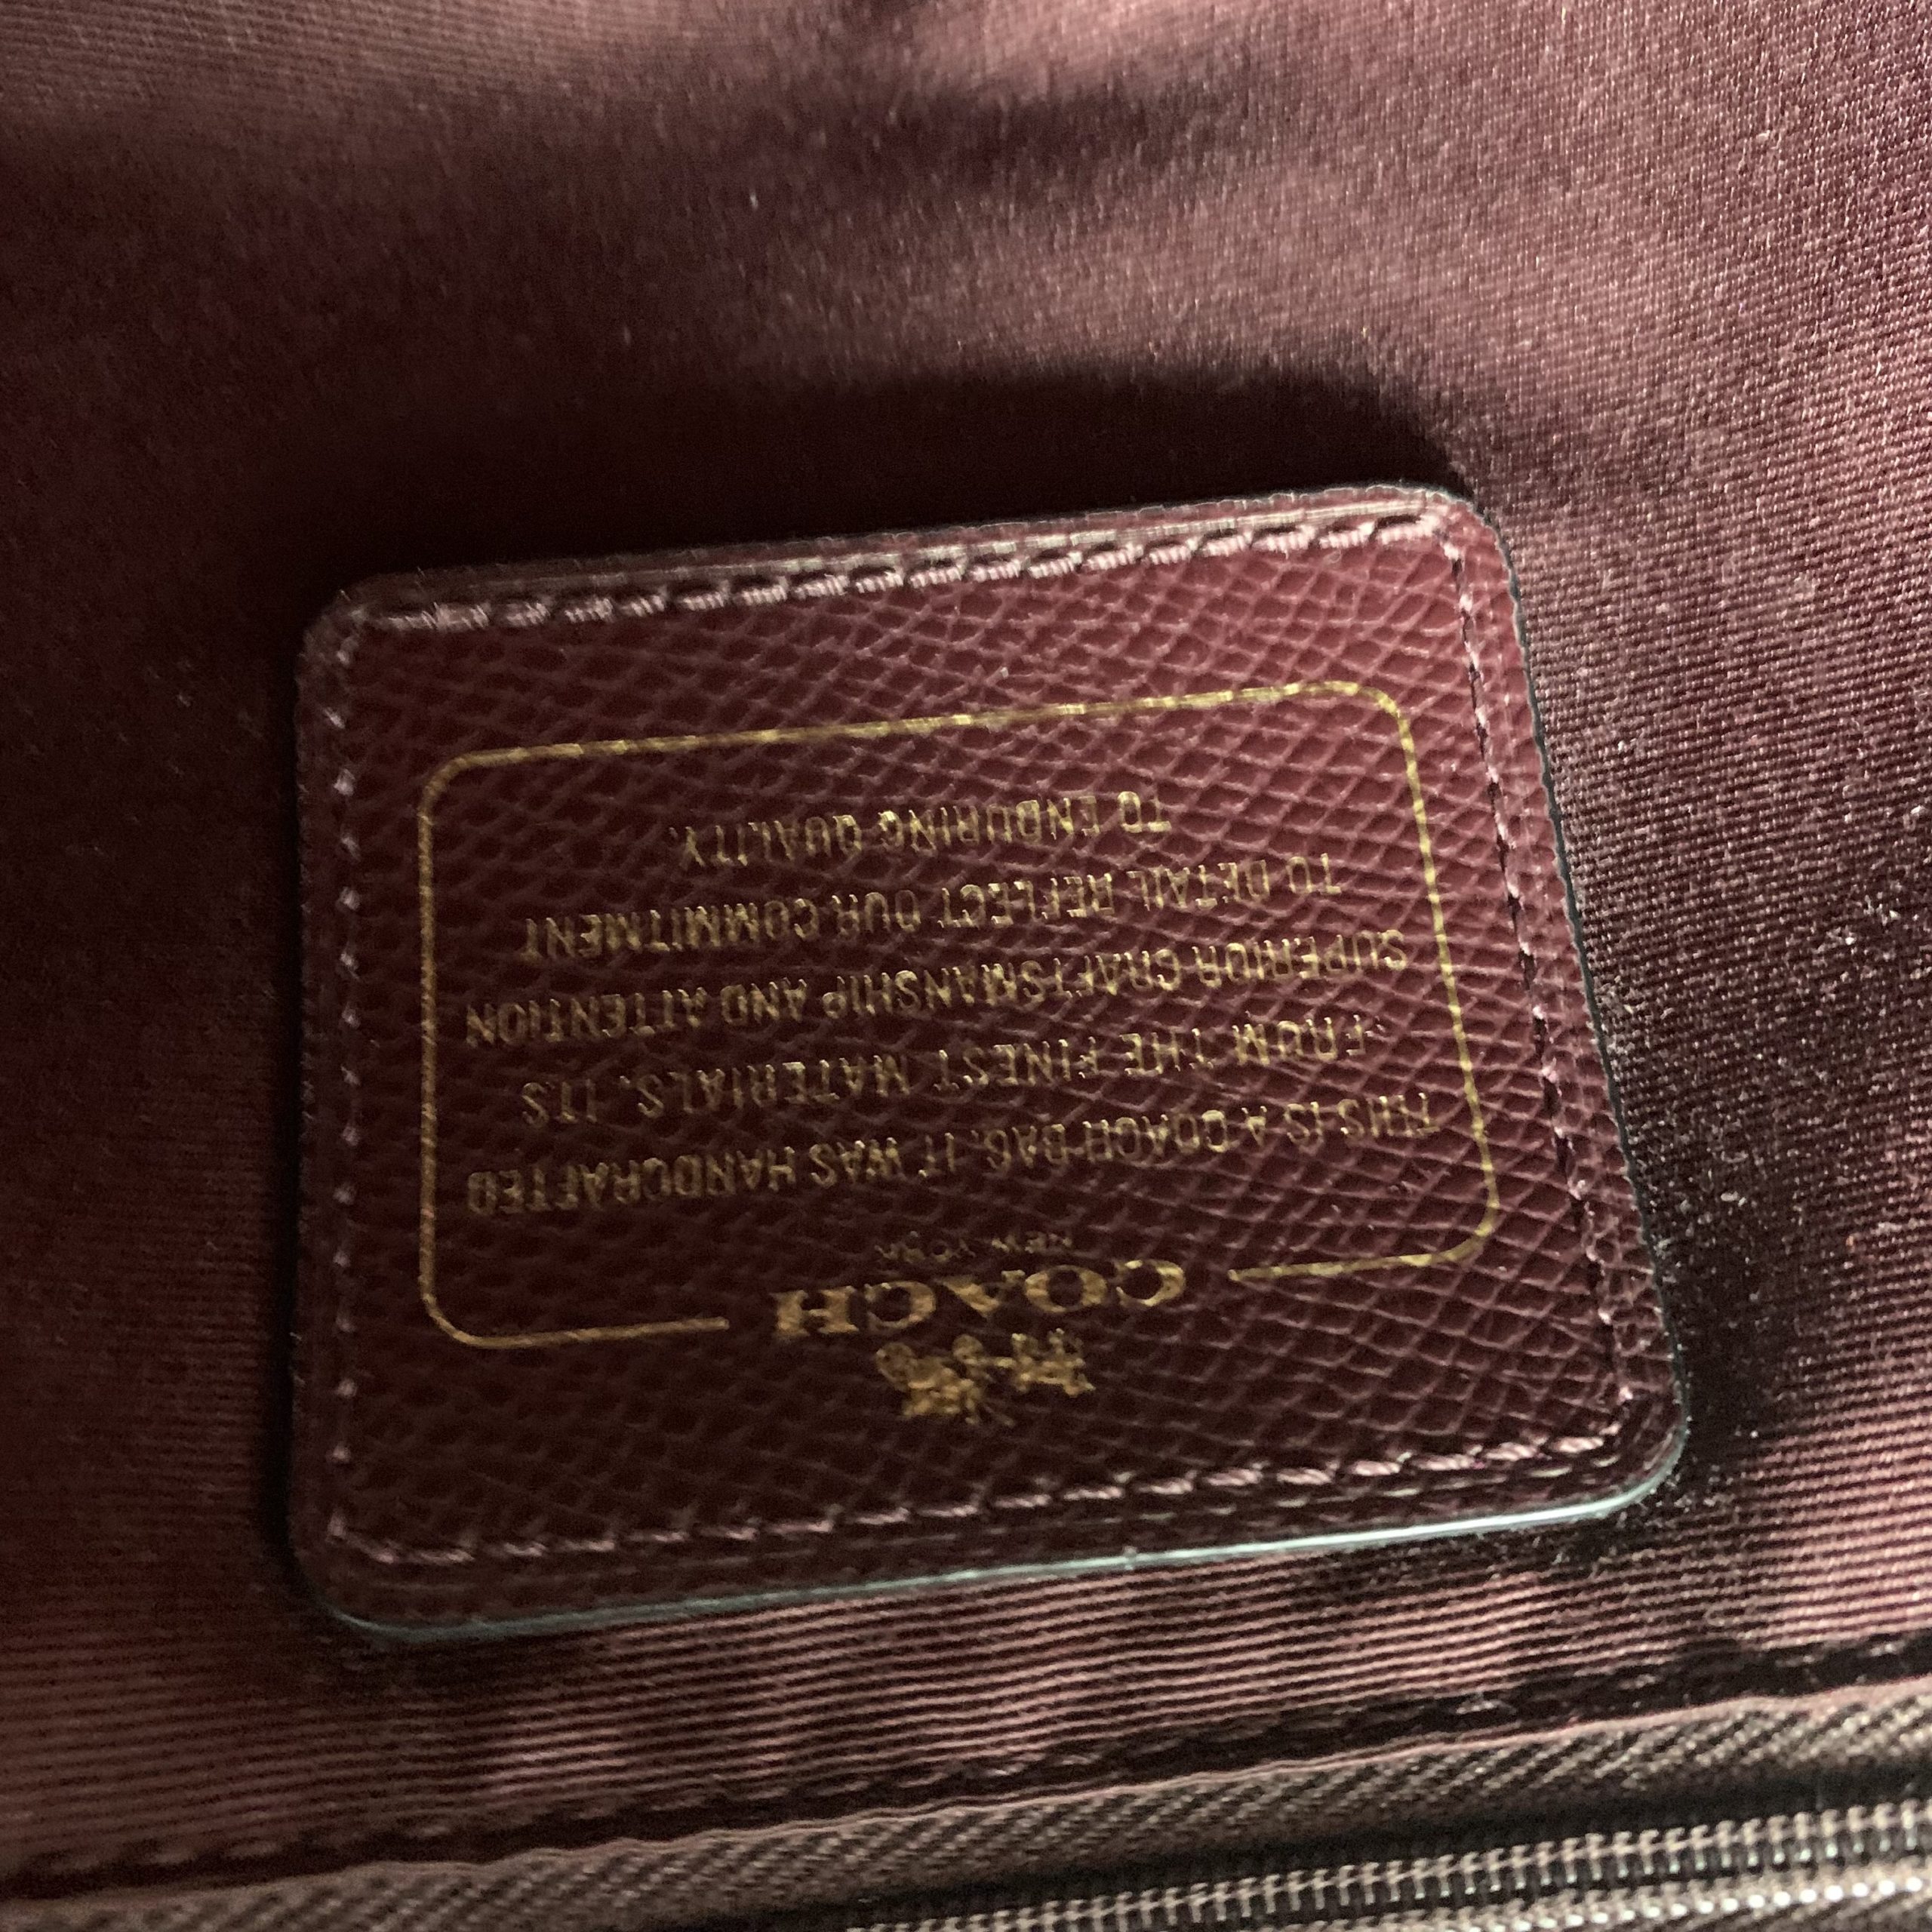 COACH
NEW YORK
THIS IS A COACH BAG. IT WAS HANDCRAFTED
FROM THE FINEST MATERIALS. ITS
SUPERIOR CRAFTSMANSHIP AND ATTENTION
TO DETAIL REFLECT OUR COMMITMENT
TO ENDURING QUALITY.